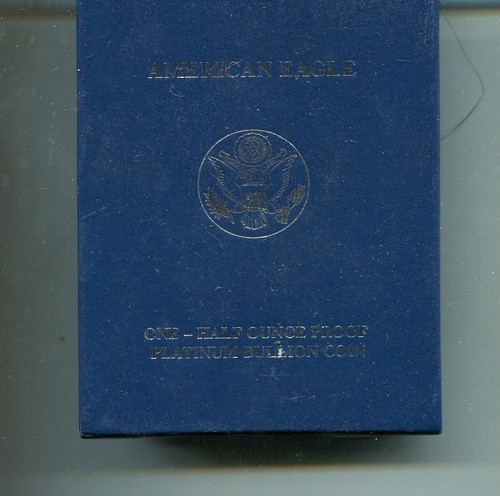 AMERICAN EAGLE
ONE – HALF OUNCE PROOF
PLATINUM BULLION COIN